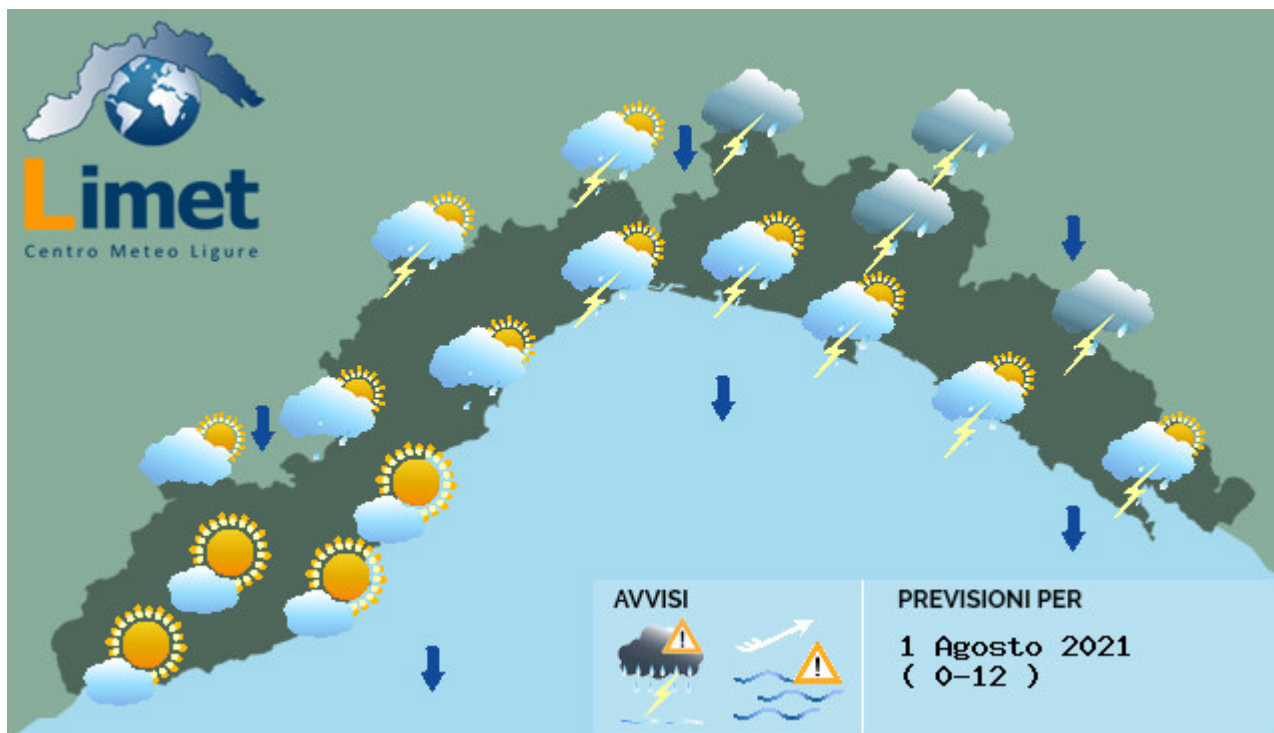 Limet
Centro Meteo Ligure
AVVISI
PREVISIONI PER
1 Agosto 2021
( 0-12 )